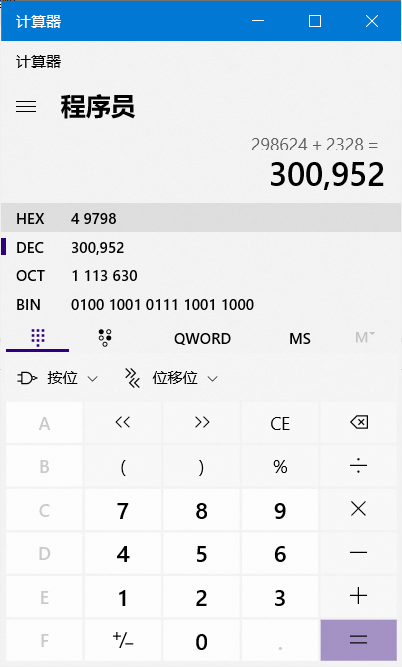 计算器
计算器
程序员
298624 + 2328 =
300,952
HEX 4 9798
DEC 300,952
OCT 1 113 630
BIN 0100 1001 0111 1001 1000
QWORD MS M
按位 位移位
A << >> CE
B ( ) % ÷
C 7 8 9 ×
D 4 5 6 −
E 1 2 3 +
F +/− 0 . =